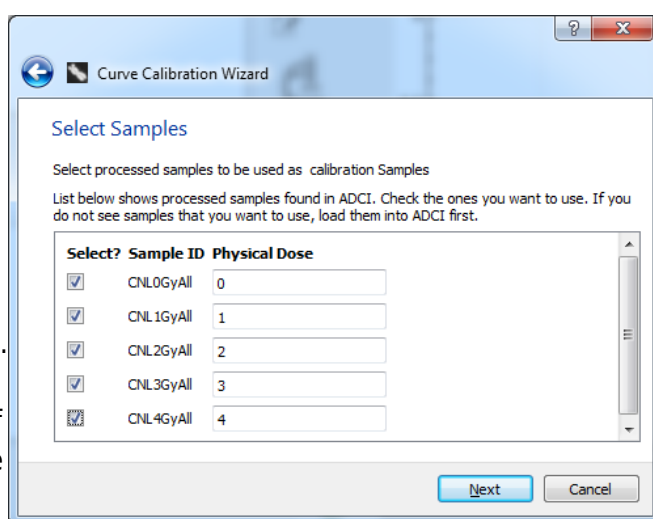 Curve Calibration Wizard
Select Samples
Select processed samples to be used as calibration Samples
List below shows processed samples found in ADCI. Check the ones you want to use. If you
do not see samples that you want to use, load them into ADCI first.
Select? Sample ID Physical Dose
CNL0GyAll 0
CNL1GyAll 1
CNL2GyAll 2
CNL3GyAll 3
CNL4GyAll 4
Next Cancel